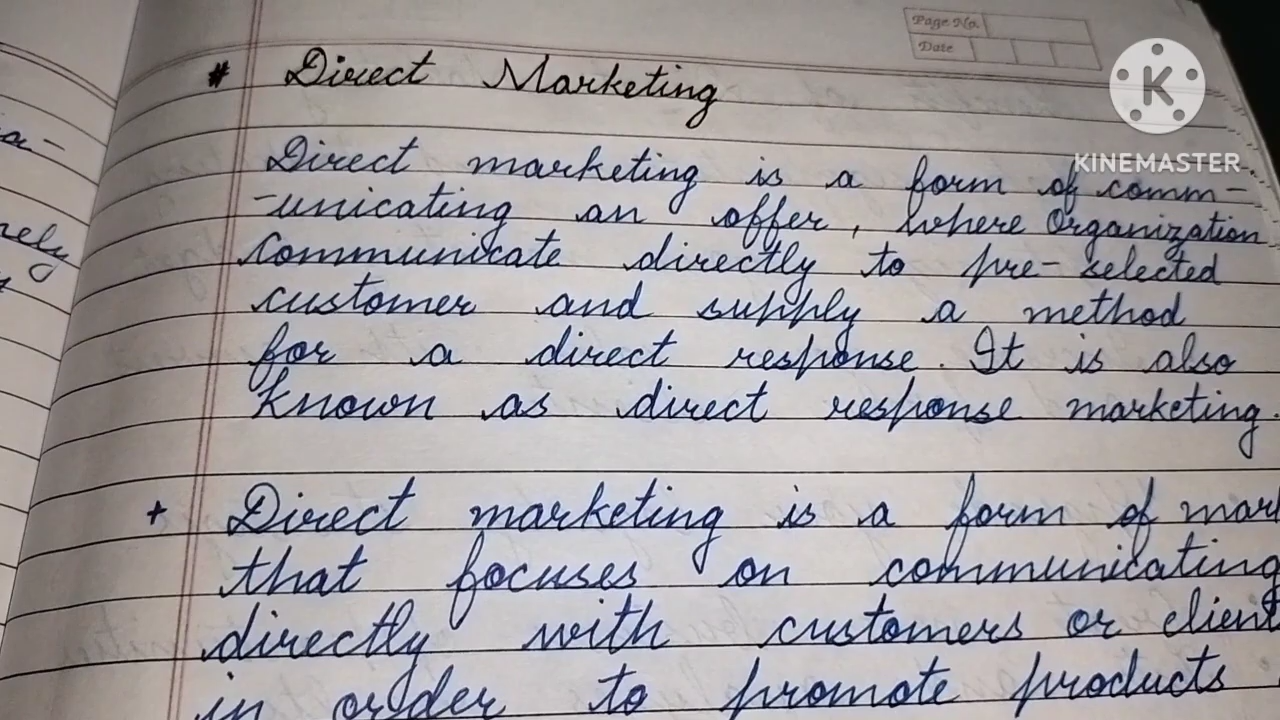 Page No.
Date
K
KINEMASTER
# Direct Marketing
Direct marketing is a form of comm-
-unicating an offer, where Organization
communicate directly to pre-selected
customer and supply a method
for a direct response. It is also
known as direct response marketing.
+ Direct marketing is a form of mar
that focuses on communicating
directly with customers or client
in order to promote products
rely